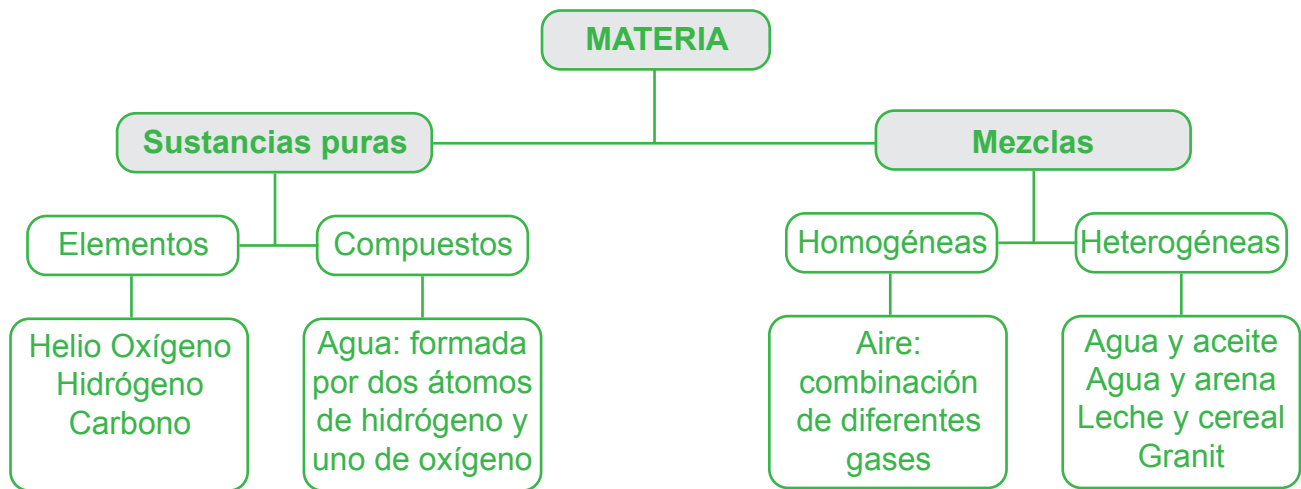 MATERIA
Sustancias puras
Mezclas
Elementos
Compuestos
Homogéneas
Heterogéneas
Helio Oxígeno
Hidrógeno
Carbono
Agua: formada
por dos átomos
de hidrógeno y
uno de oxígeno
Aire:
combinación
de diferentes
gases
Agua y aceite
Agua y arena
Leche y cereal
Granit